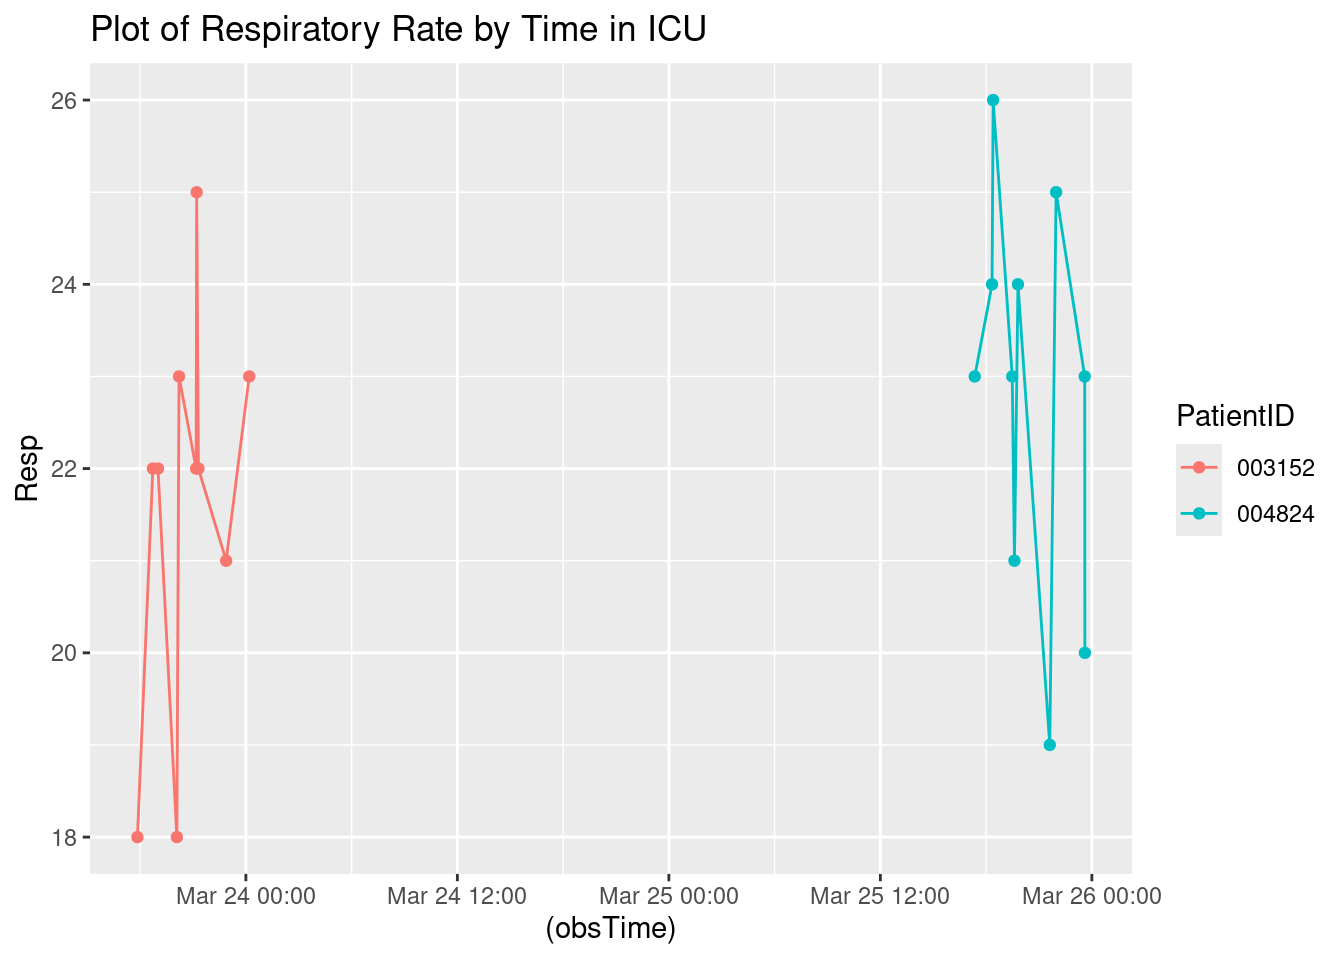 Plot of Respiratory Rate by Time in ICU
26
24
22
20
18
Resp
Mar 24 00:00
Mar 24 12:00
Mar 25 00:00
Mar 25 12:00
Mar 26 00:00
(obsTime)
PatientID
003152
004824